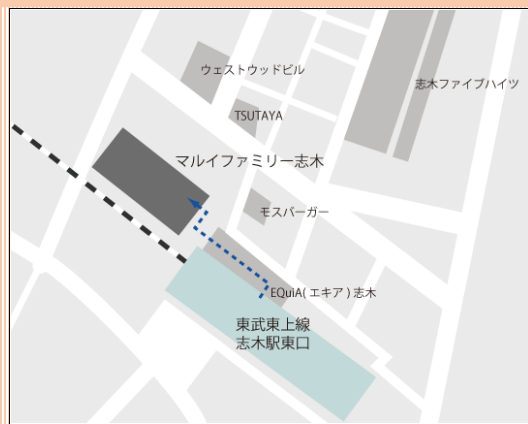 ウェストウッドビル
志木ファイブハイツ
TSUTAYA
マルイファミリー志木
モスバーガー
EQuiA(エキア)志木
東武東上線
志木駅東口